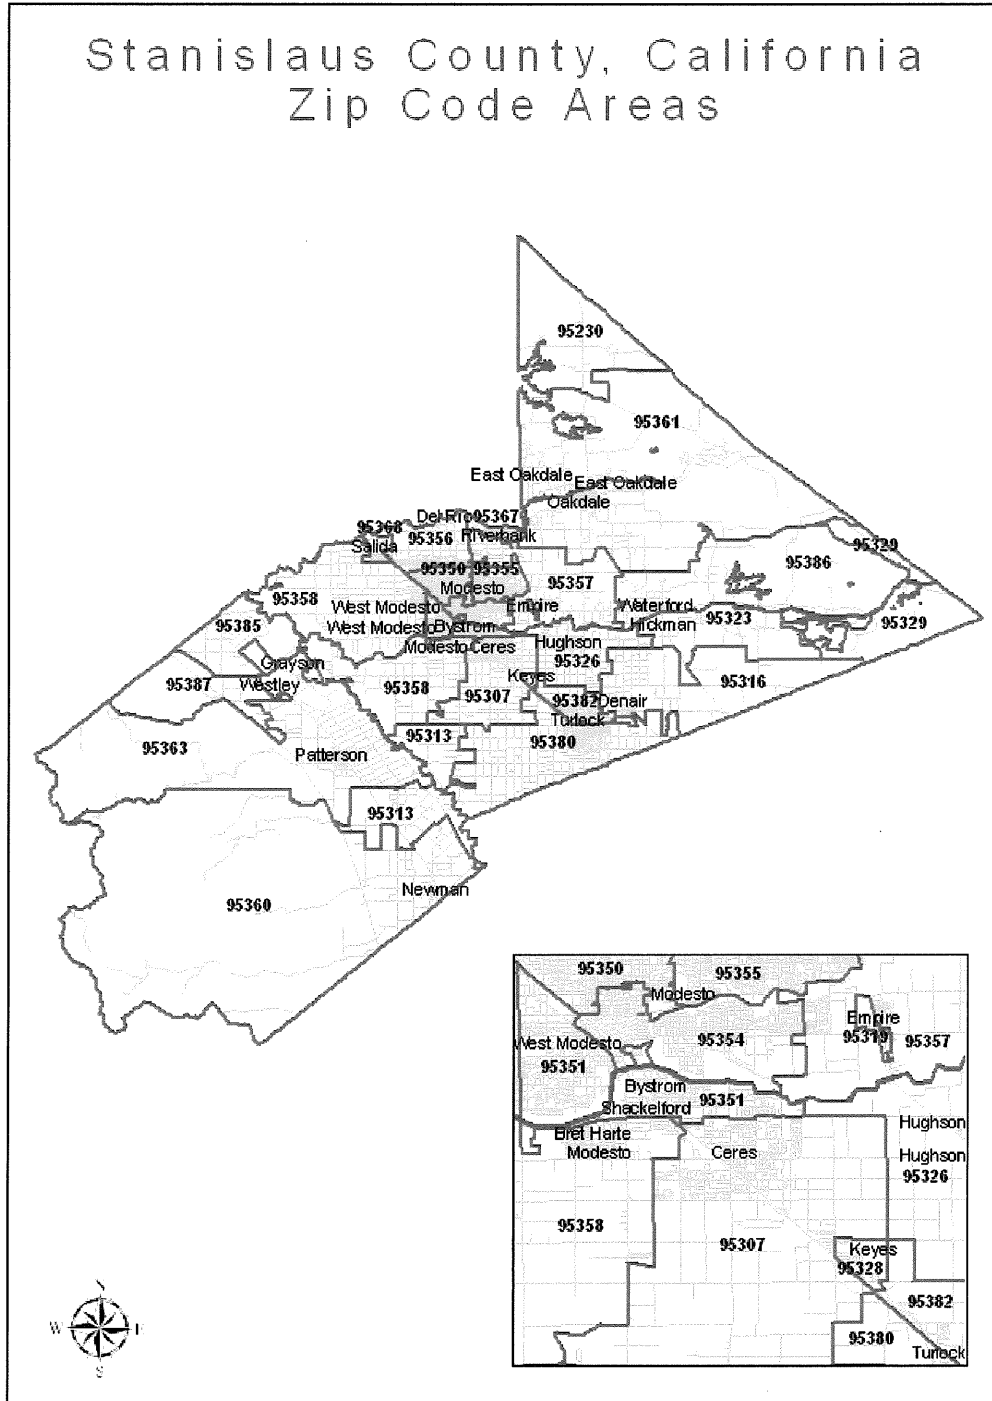 Stanislaus County, California
Zip Code Areas
95230
95361
East Oakdale
East Oakdale
Oakdale
Del Rio 95367
95368 95356 Riverbank
Salida
95329
95350 95355
95386
Modesto
95357
95358
West Modesto
Empire
Waterford
95323
95329
95385
West Modesto Bystrom
Hickman
Modesto Ceres
Hughson
Grayson
95326
95387
Westley
95358
Keyes
95316
95307
95382 Denair
Turlock
95363
95313
95380
Patterson
95313
Newman
95360
95350
95355
Modesto
Empire
95354
95319
95357
West Modesto
95351
Bystrom
95351
Shackelford
Hughson
Bret Harte
Modesto
Ceres
Hughson
95326
95358
95307
Keyes
95328
95382
95380
Turlock
W
S